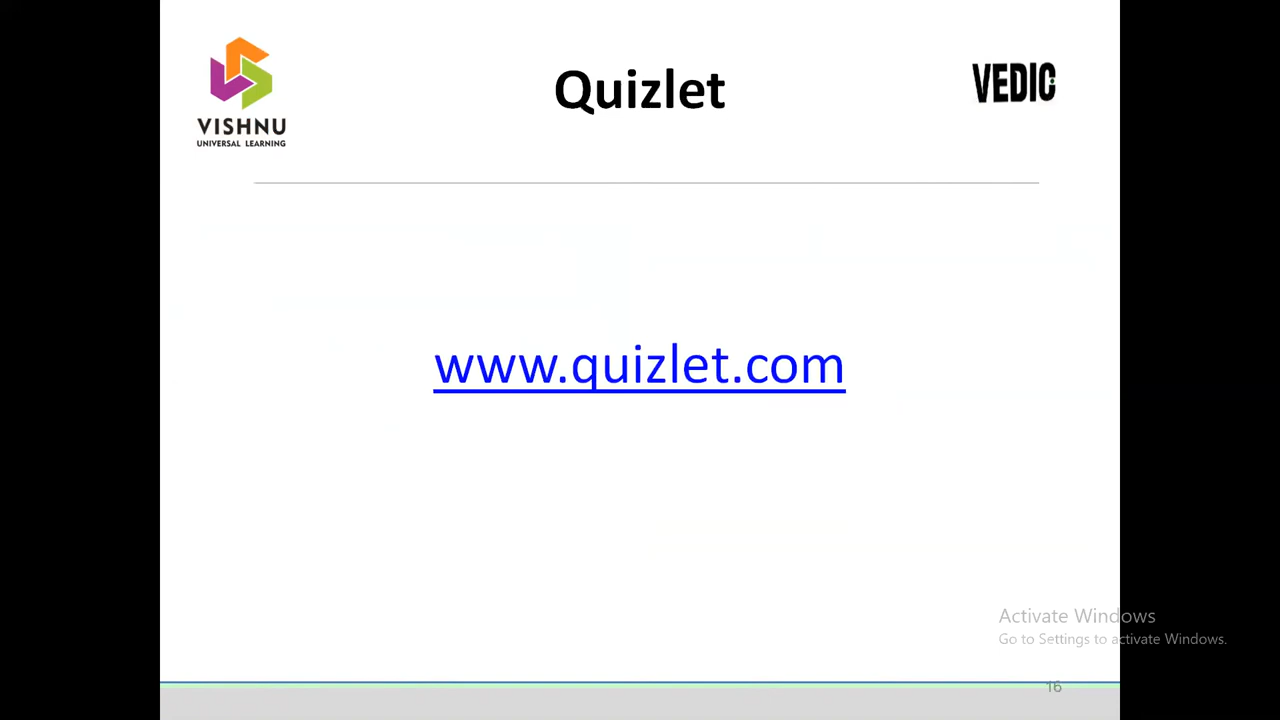 VISHNU
UNIVERSAL LEARNING
Quizlet
VEDIC
www.quizlet.com
Activate Windows
Go to Settings to activate Windows.
16